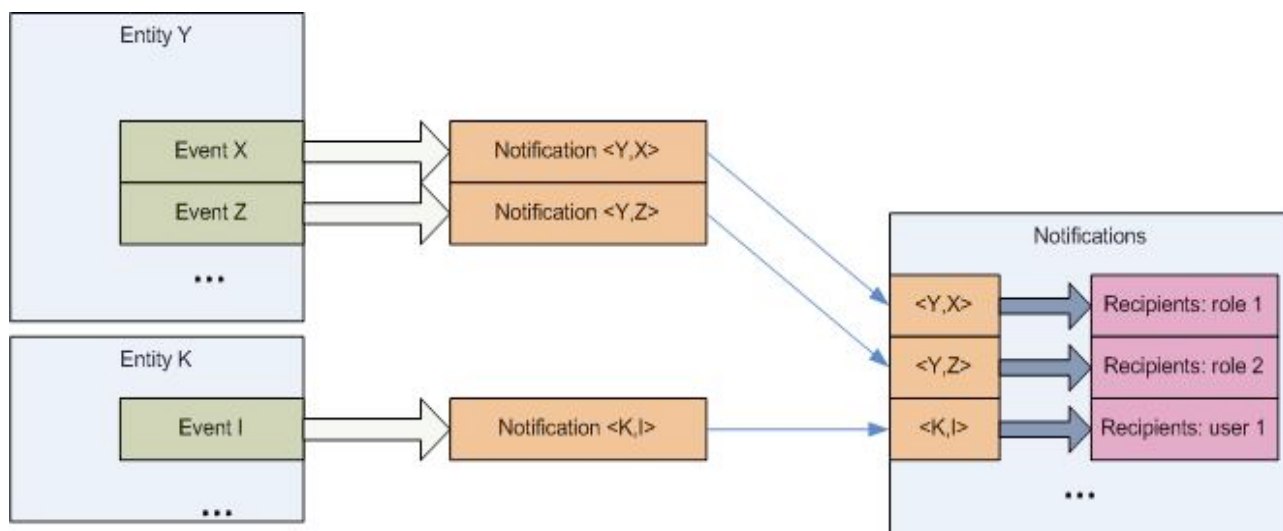 Entity Y
Event X
Notification <Y,X>
Event Z
Notification <Y,Z>
...
Notifications
<Y,X>
Recipients: role 1
<Y,Z>
Recipients: role 2
<K,I>
Recipients: user 1
...
Entity K
Event I
Notification <K,I>
...